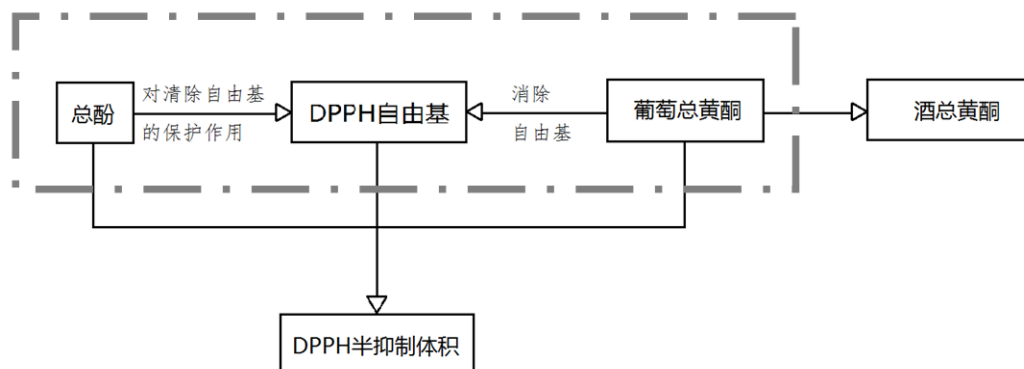 总酚
对清除自由基
的保护作用
DPPH自由基
消除
自由基
葡萄总黄酮
酒总黄酮
DPPH半抑制体积